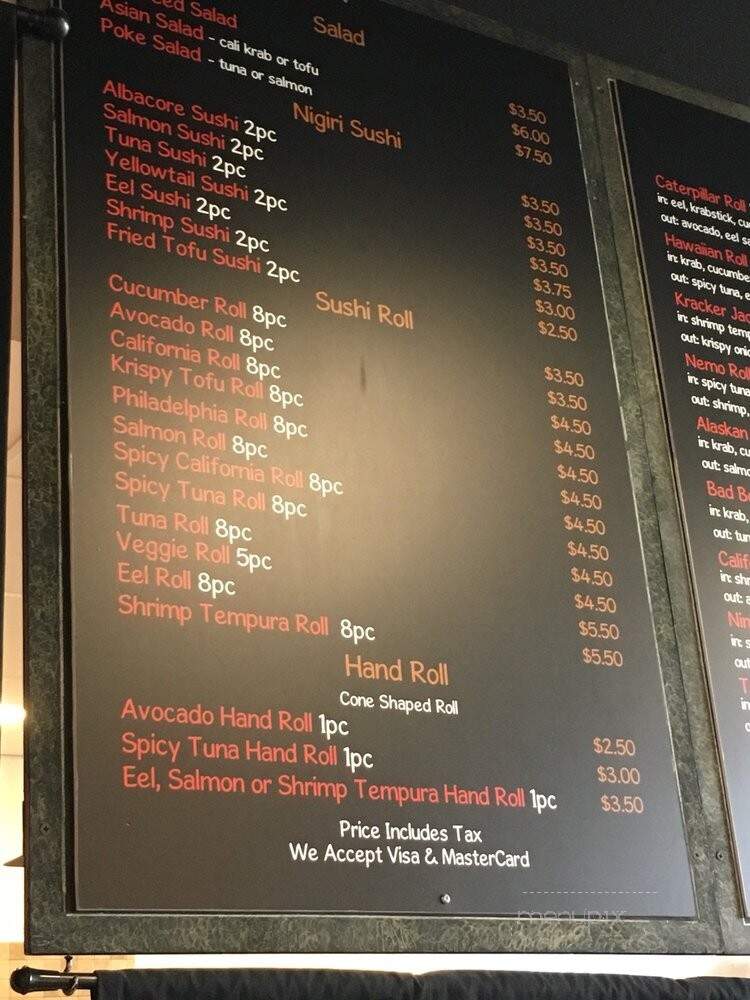 Salad
Salad
Asian Salad - cali krab or tofu
Poke Salad - tuna or salmon
$3.50
$6.00
$7.50
Nigiri Sushi
Albacore Sushi 2pc $3.50
Salmon Sushi 2pc $3.50
Tuna Sushi 2pc $3.50
Yellowtail Sushi 2pc $3.50
Eel Sushi 2pc $3.75
Shrimp Sushi 2pc $3.00
Fried Tofu Sushi 2pc $2.50
Sushi Roll
Cucumber Roll 8pc $3.50
Avocado Roll 8pc $3.50
California Roll 8pc $4.50
Krispy Tofu Roll 8pc $4.50
Philadelphia Roll 8pc $4.50
Salmon Roll 8pc $4.50
Spicy California Roll 8pc $4.50
Spicy Tuna Roll 8pc $4.50
Tuna Roll 8pc $4.50
Veggie Roll 5pc $4.50
Eel Roll 8pc $5.50
Shrimp Tempura Roll 8pc $5.50
Hand Roll
Cone Shaped Roll
Avocado Hand Roll 1pc $2.50
Spicy Tuna Hand Roll 1pc $3.00
Eel, Salmon or Shrimp Tempura Hand Roll 1pc $3.50
Price Includes Tax
We Accept Visa & MasterCard
menupix
Caterpillar Roll
in: eel, krabstick,
out: avocado, eel
Hawaiian Roll
in: krab, cucumber
out: spicy tuna,
Kracker
in: shrimp
out: krispy
Nemo Roll
in: spicy tuna
out: shrimp,
Alaskan
in: krab,
out:
Bad
in: krab,
out:
in:
out:
in:
out
in